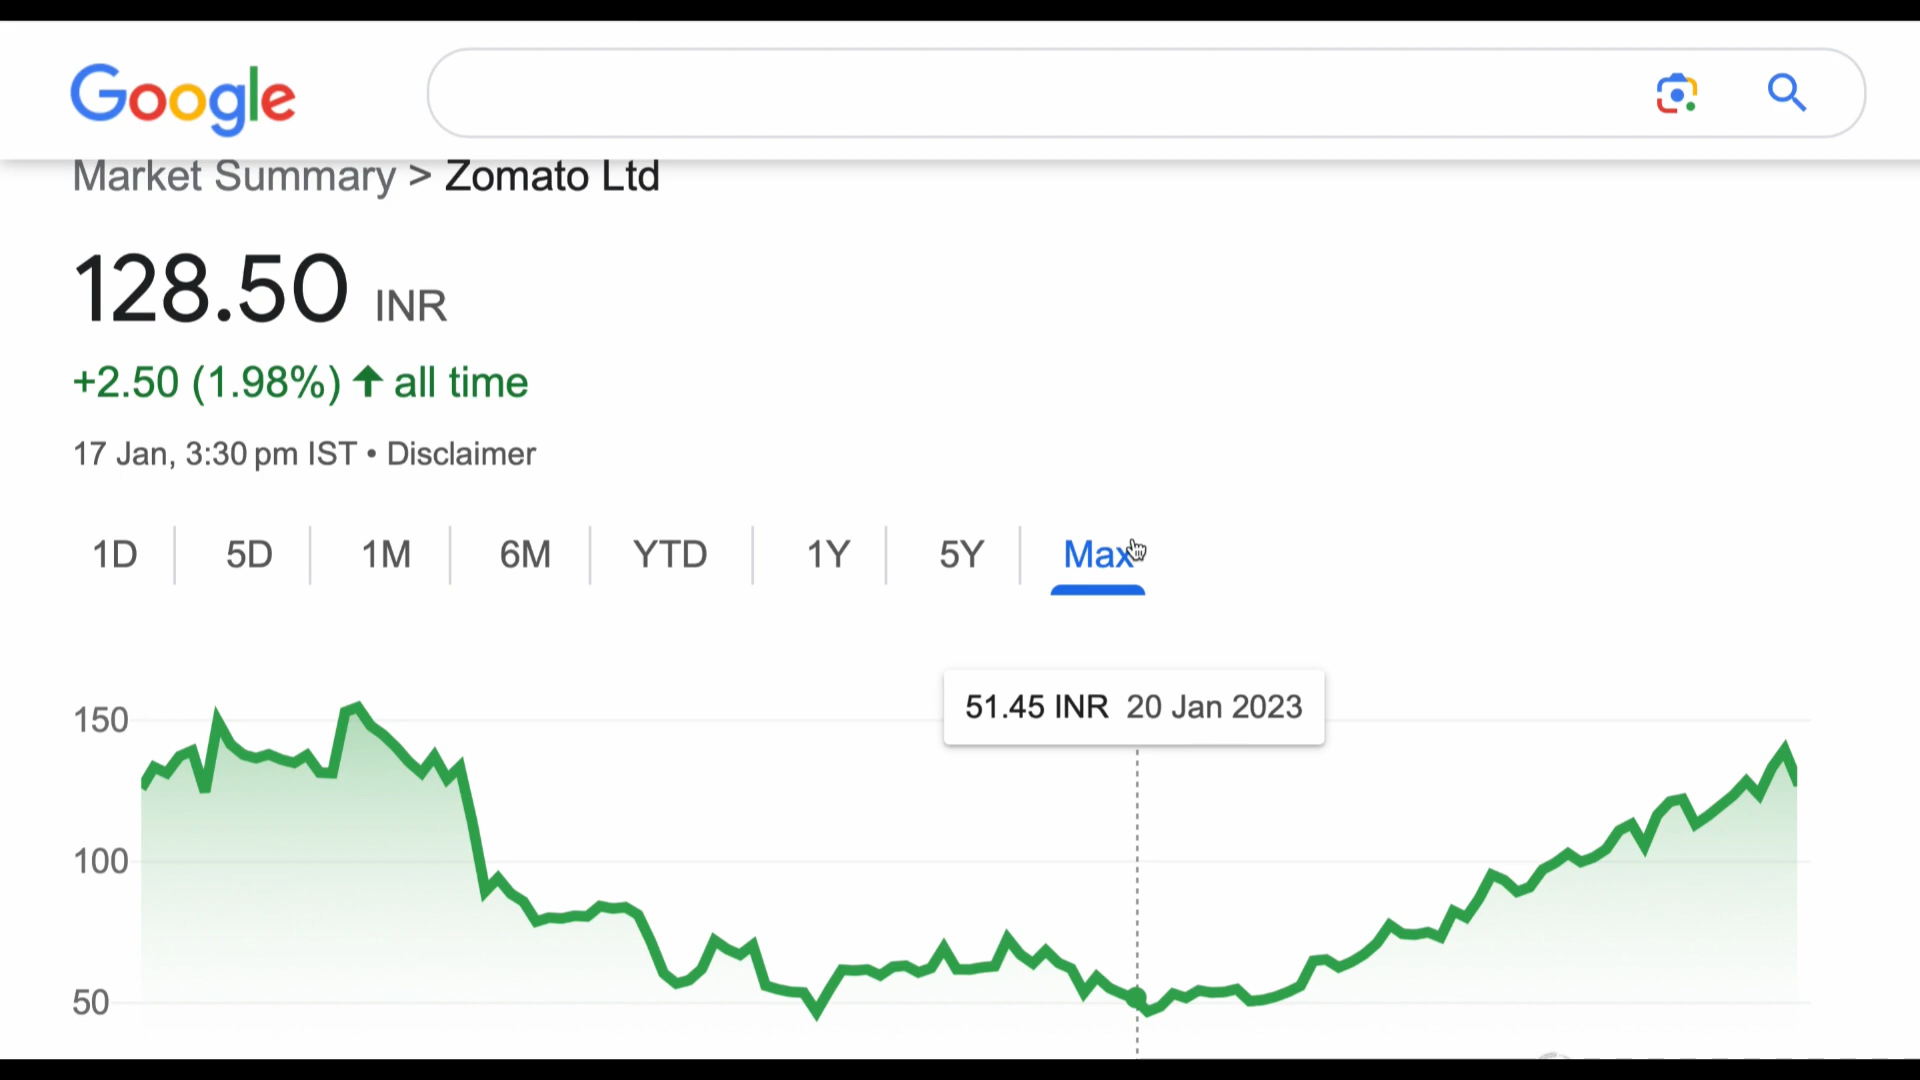 Google
Market Summary > Zomato Ltd
128.50 INR
+2.50 (1.98%) ↑ all time
17 Jan, 3:30 pm IST • Disclaimer
1D 5D 1M 6M YTD 1Y 5Y Max
51.45 INR 20 Jan 2023
150
100
50